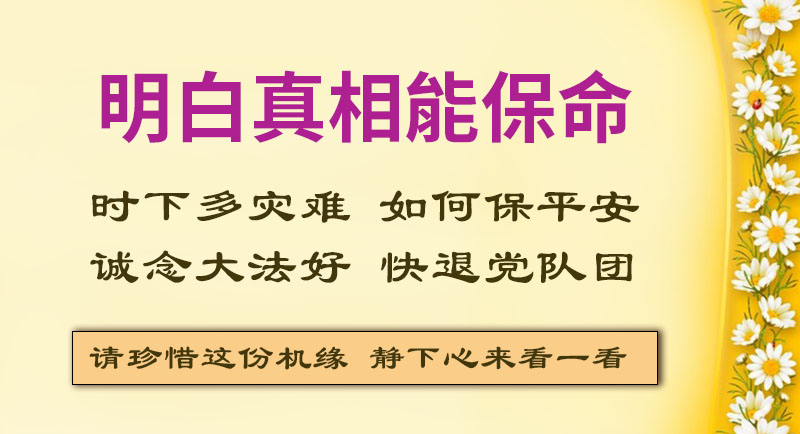 明白真相能保命
时下多灾难 如何保平安
诚念大法好 快退党队团
请珍惜这份机缘 静下心来看一看